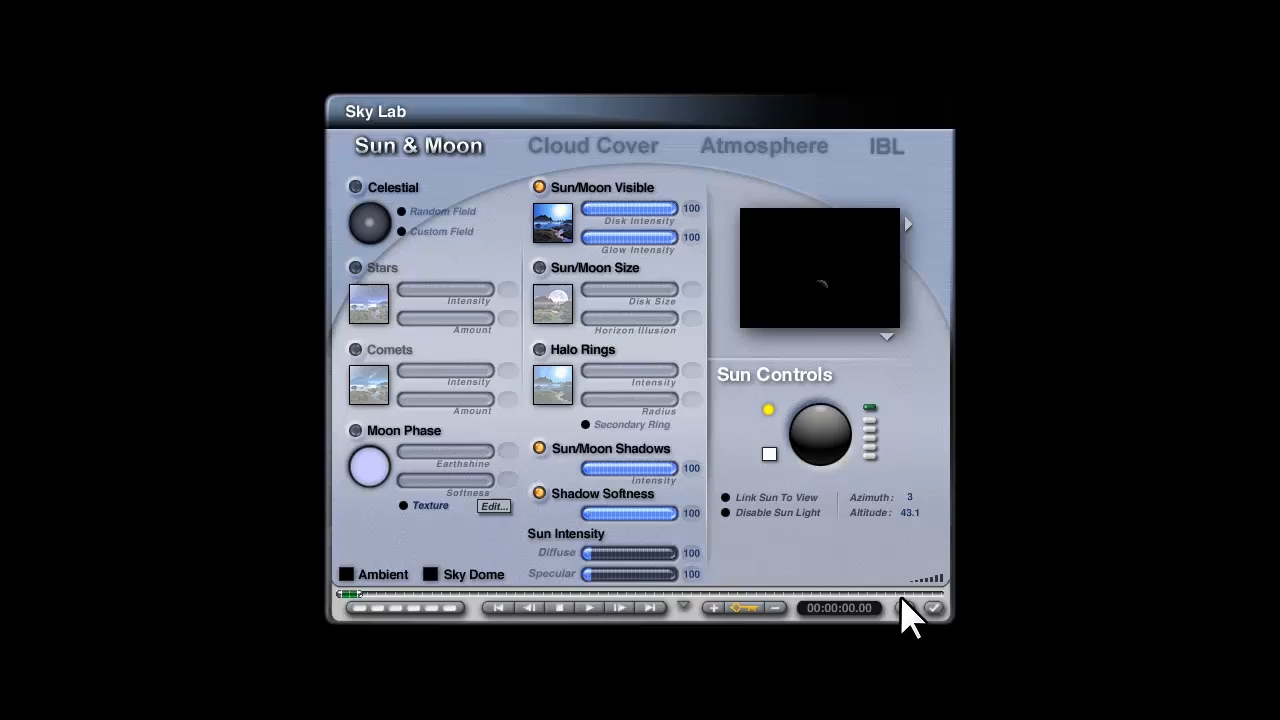 Sky Lab
Sun & Moon
Cloud Cover
Atmosphere
IBL
Celestial
Random Field
Custom Field
Stars
Intensity
Amount
Comets
Intensity
Amount
Moon Phase
Earthshine
Softness
Texture
Edit...
Ambient
Sky Dome
Sun/Moon Visible
100
Disk Intensity
100
Glow Intensity
Sun/Moon Size
Disk Size
Horizon Illusion
Halo Rings
Intensity
Radius
Secondary Ring
Sun/Moon Shadows
100
Intensity
Shadow Softness
100
Sun Intensity
Diffuse 100
Specular 100
Sun Controls
Link Sun To View
Disable Sun Light
Azimuth: 3
Altitude: 43.1
00:00:00.00